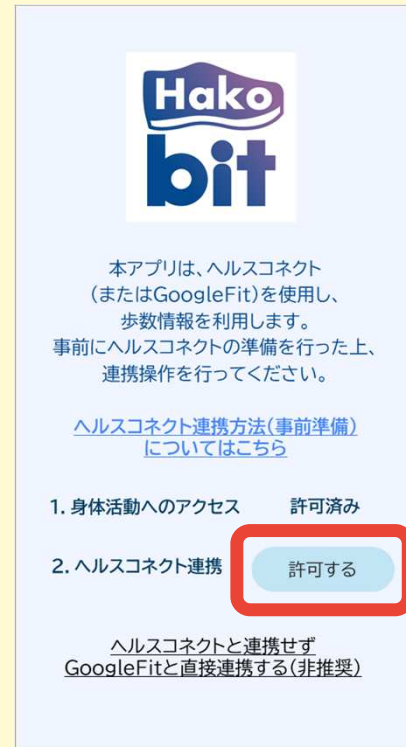 Hako
bit
本アプリは、ヘルスコネクト
(またはGoogleFit)を使用し、
歩数情報を利用します。
事前にヘルスコネクトの準備を行った上、
連携操作を行ってください。
ヘルスコネクト連携方法(事前準備)
についてはこちら
1. 身体活動へのアクセス 許可済み
2. ヘルスコネクト連携 許可する
ヘルスコネクトと連携せず
GoogleFitと直接連携する(非推奨)